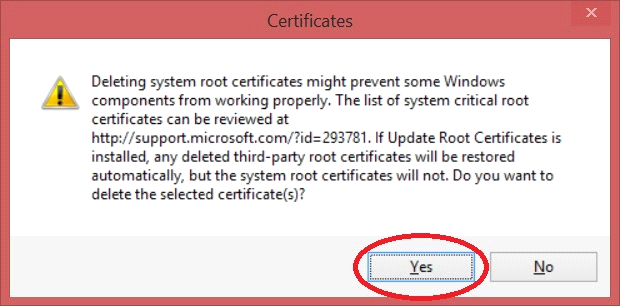 Certificates
Deleting system root certificates might prevent some Windows
components from working properly. The list of system critical root
certificates can be reviewed at
http://support.microsoft.com/?id=293781. If Update Root Certificates is
installed, any deleted third-party root certificates will be restored
automatically, but the system root certificates will not. Do you want to
delete the selected certificate(s)?
Yes
No